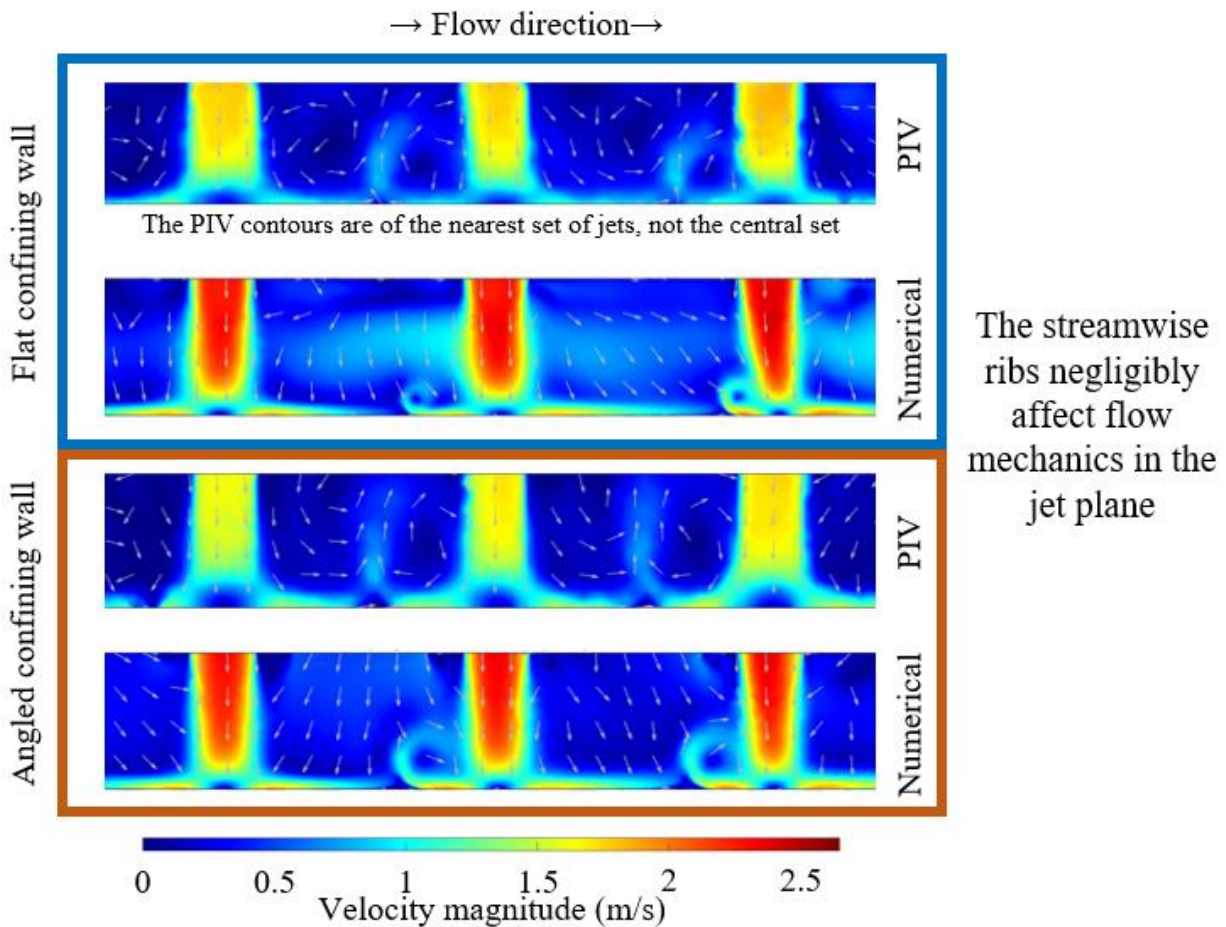 → Flow direction→
Flat confining wall
PIV
The PIV contours are of the nearest set of jets, not the central set
Numerical
The streamwise
ribs negligibly
affect flow
mechanics in the
jet plane
Angled confining wall
PIV
Numerical
0 0.5 1 1.5 2 2.5
Velocity magnitude (m/s)